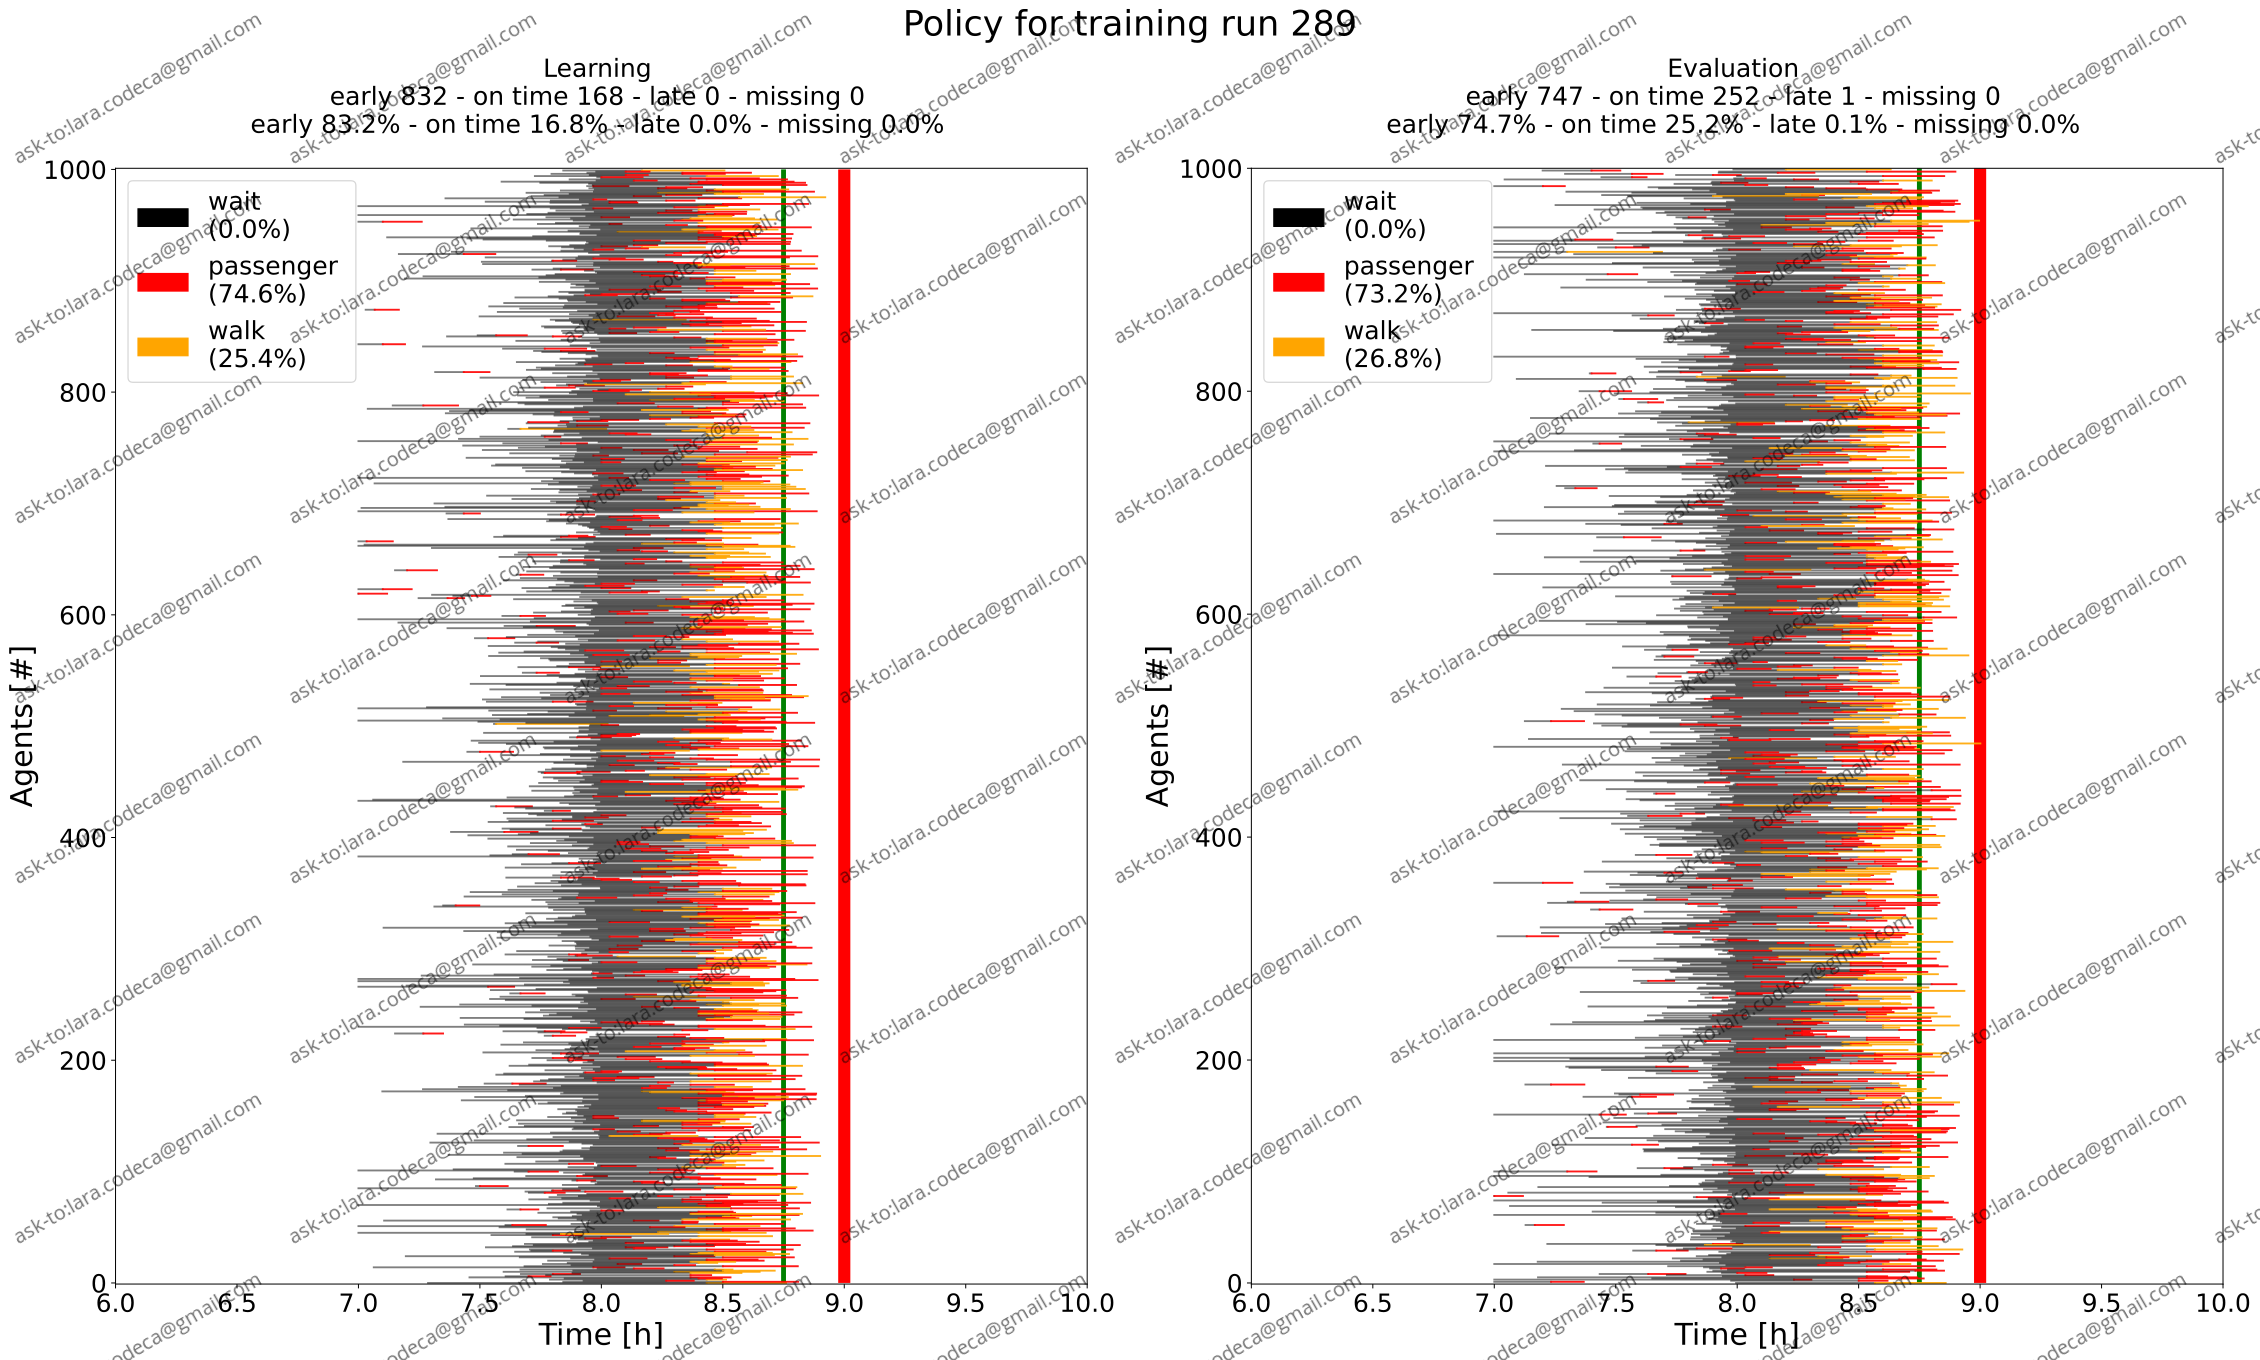 Policy for training run 289
Learning
early 832 - on time 168 - late 0 - missing 0
early 83.2% - on time 16.8% - late 0.0% - missing 0.0%
Evaluation
early 747 - on time 252 - late 1 - missing 0
early 74.7% - on time 25.2% - late 0.1% - missing 0.0%
wait
(0.0%)
passenger
(74.6%)
walk
(25.4%)
1000
800
600
400
200
0
Agents [#]
6.0 6.5 7.0 7.5 8.0 8.5 9.0 9.5 10.0
Time [h]
wait
(0.0%)
passenger
(73.2%)
walk
(26.8%)
1000
800
600
400
200
0
Agents [#]
6.0 6.5 7.0 7.5 8.0 8.5 9.0 9.5 10.0
Time [h]
ask-to:lara.codeca@gmail.com